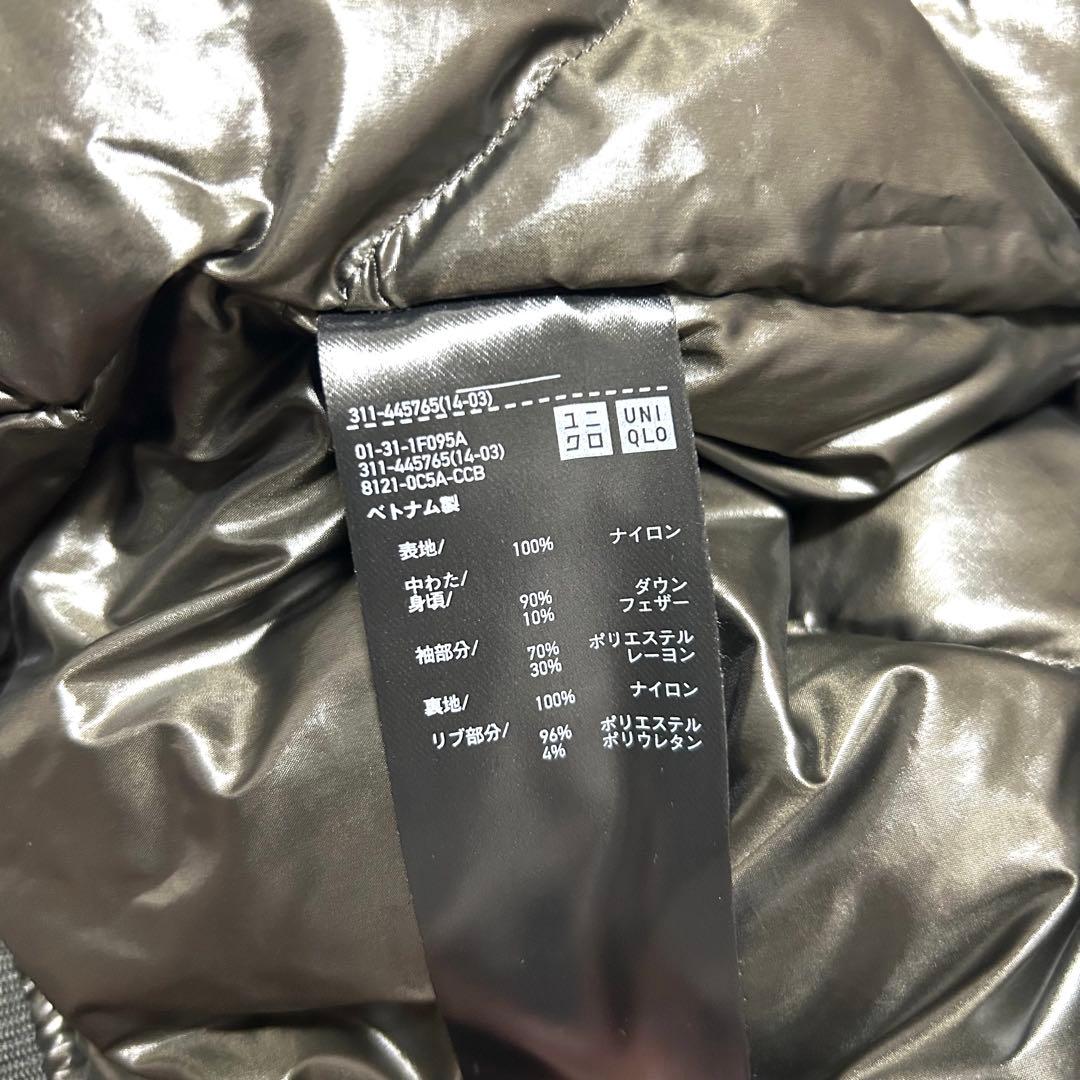 311-445765(14-03)
ユニ
クロ
UNI
QLO
01-31-1F095A
311-445765(14-03)
8121-0C5A-CCB
ベトナム製
表地/ 100% ナイロン
中わた/
身頃/ 90% ダウン
10% フェザー
袖部分/ 70% ポリエステル
30% レーヨン
裏地/ 100% ナイロン
リブ部分/ 96% ポリエステル
4% ポリウレタン